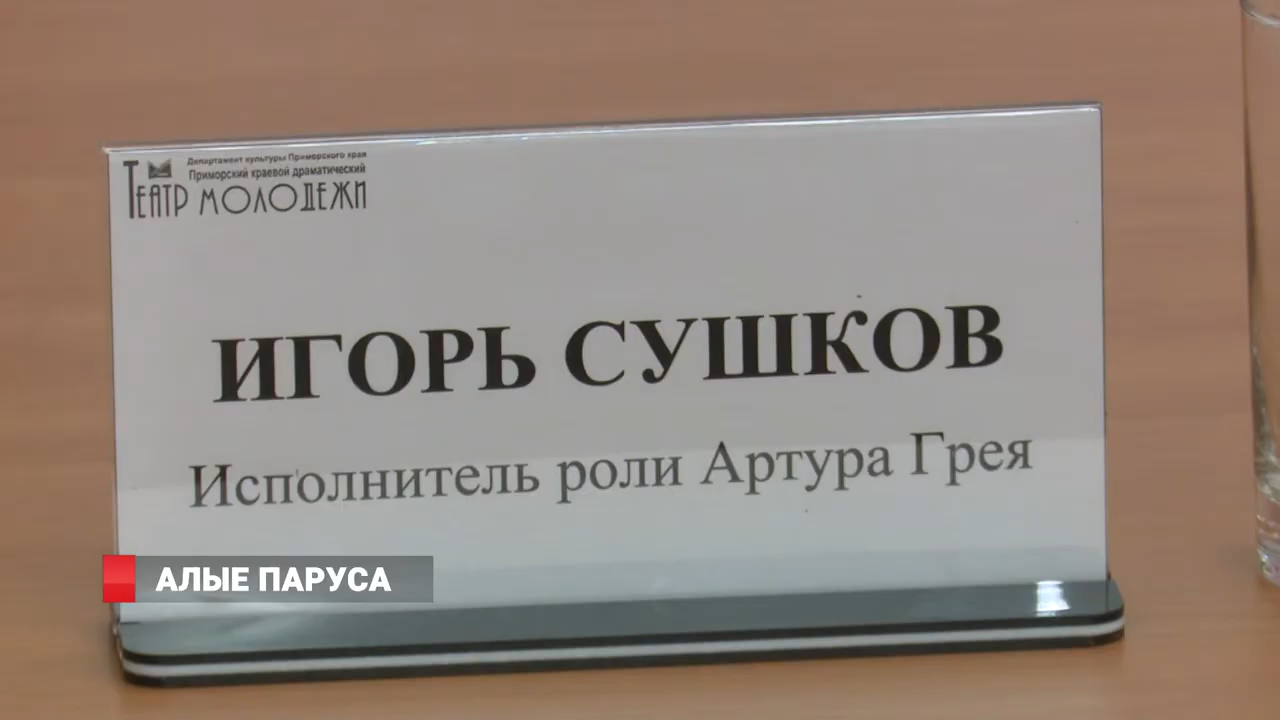 Департамент культуры Приморского края
Приморский краевой драматический
ТЕАТР МОЛОДЕЖИ
ИГОРЬ СУШКОВ
Исполнитель роли Артура Грея
АЛЫЕ ПАРУСА